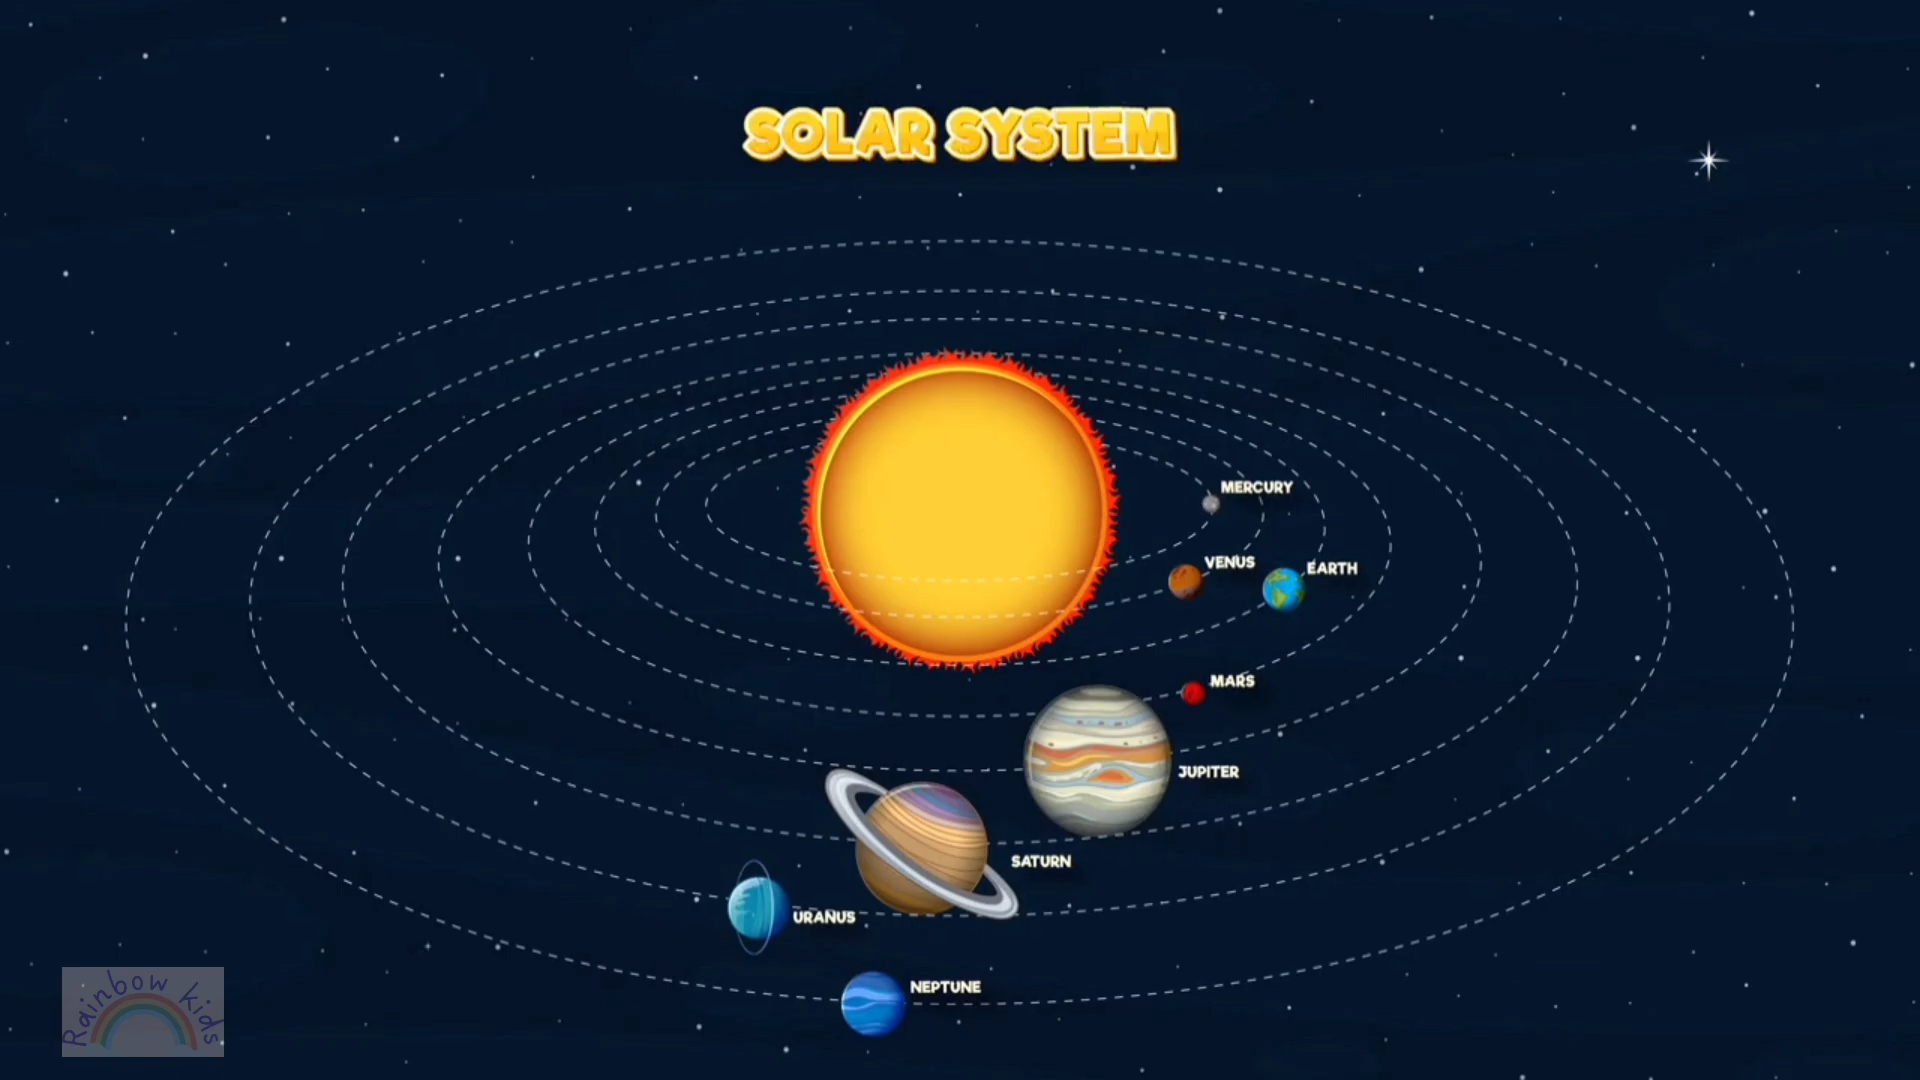 SOLAR SYSTEM
MERCURY
VENUS
EARTH
MARS
JUPITER
SATURN
URANUS
NEPTUNE
Rainbow kids